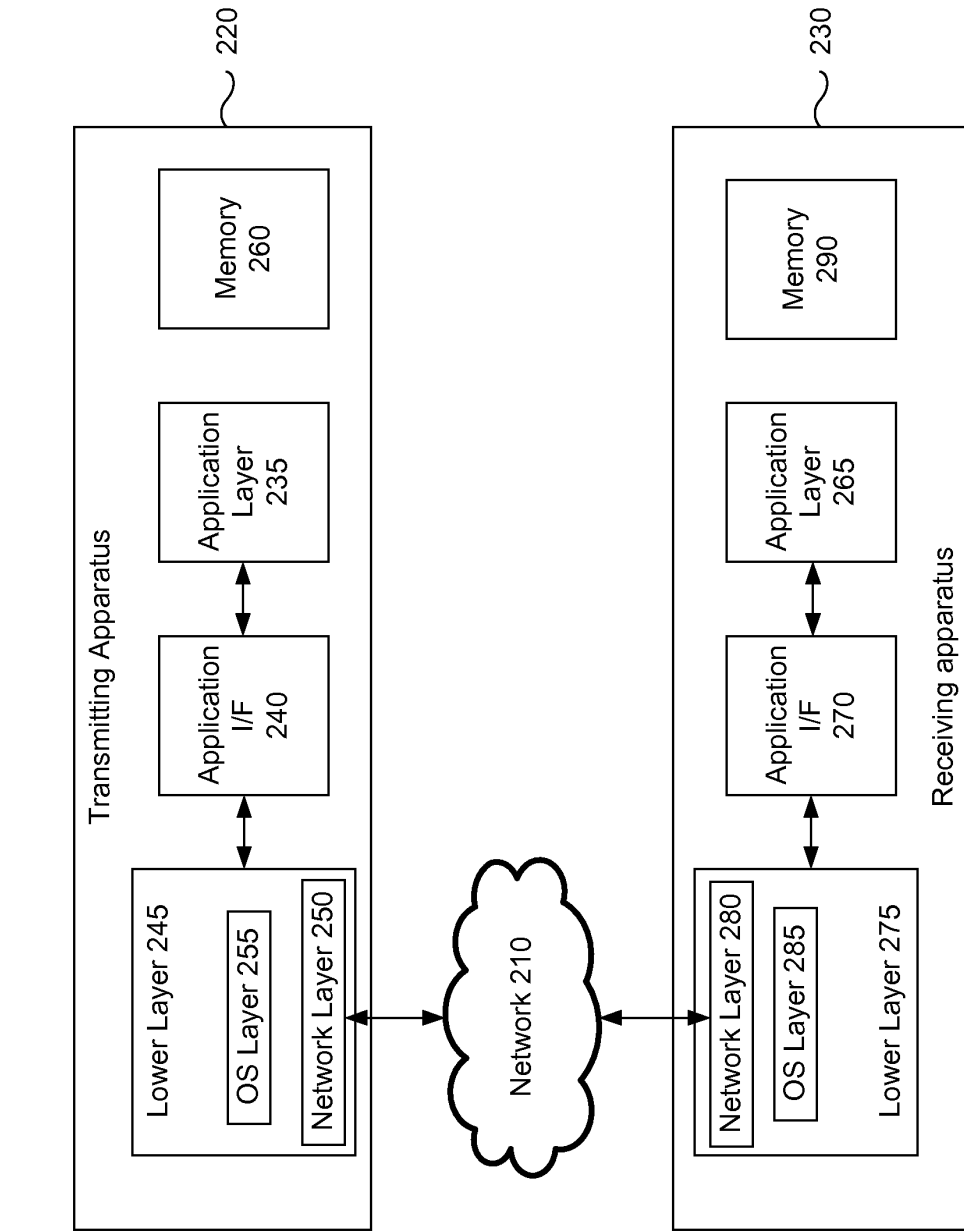 220
Transmitting Apparatus
Lower Layer 245
OS Layer 255
Network Layer 250
Application
I/F
240
Application
Layer
235
Memory
260
Network 210
230
Network Layer 280
OS Layer 285
Lower Layer 275
Application
I/F
270
Application
Layer
265
Memory
290
Receiving apparatus